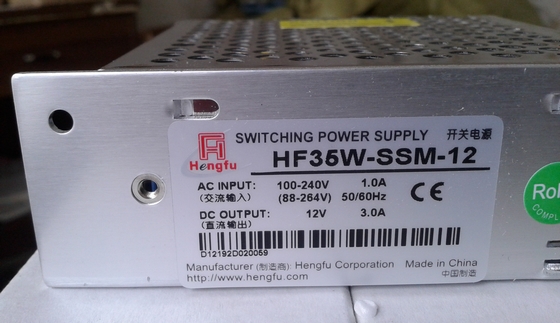 SWITCHING POWER SUPPLY 开关电源
Hengfu
HF35W-SSM-12
AC INPUT: 100-240V 1.0A
(交流输入) (88-264V) 50/60Hz
CE
DC OUTPUT: 12V 3.0A
(直流输出)
D12192D020059
Manufacturer (制造商): Hengfu Corporation Made in China
http://www.hengfu.com 中国制造